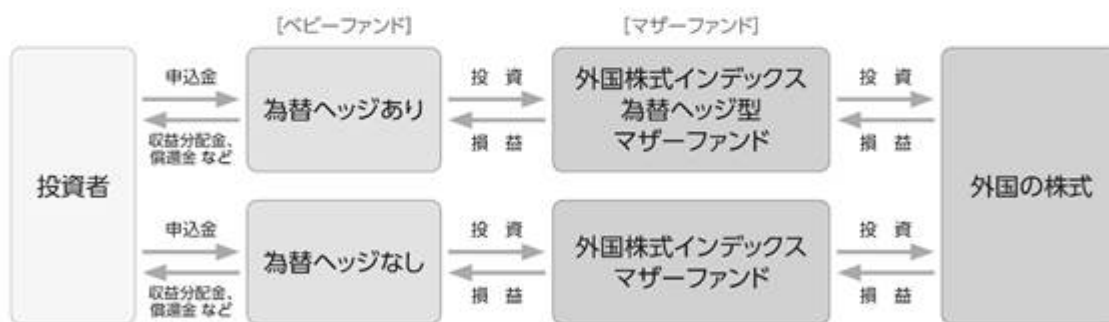 [ベビーファンド]
[マザーファンド]
投資者
申込金
収益分配金、
償還金 など
為替ヘッジあり
投 資
損 益
外国株式インデックス
為替ヘッジ型
マザーファンド
投 資
損 益
外国の株式
申込金
収益分配金、
償還金 など
為替ヘッジなし
投 資
損 益
外国株式インデックス
マザーファンド
投 資
損 益